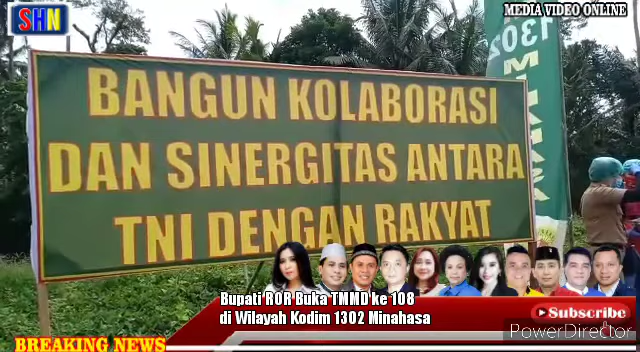 SHN
MEDIA VIDEO ONLINE
1302
BANGUN KOLABORASI
DAN SINERGITAS ANTARA
TNI DENGAN RAKYAT
Bupati ROR Buka TMMD ke 108
di Wilayah Kodim 1302 Minahasa
Subscribe
PowerDirector
BREAKING NEWS